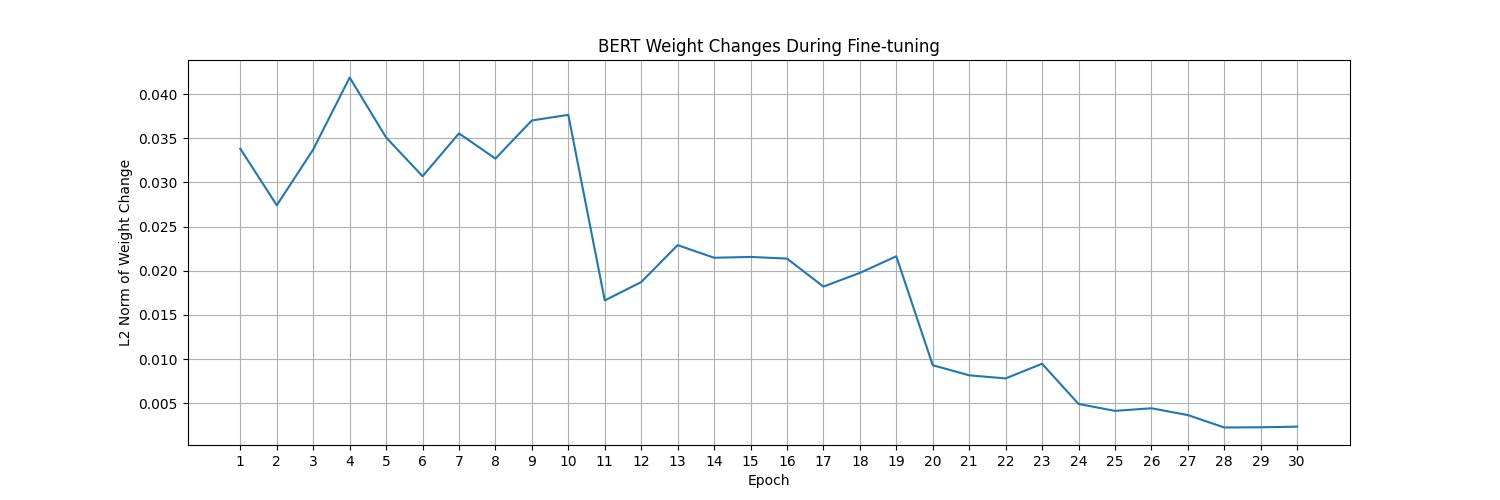 BERT Weight Changes During Fine-tuning
L2 Norm of Weight Change
0.040
0.035
0.030
0.025
0.020
0.015
0.010
0.005
1 2 3 4 5 6 7 8 9 10 11 12 13 14 15 16 17 18 19 20 21 22 23 24 25 26 27 28 29 30
Epoch